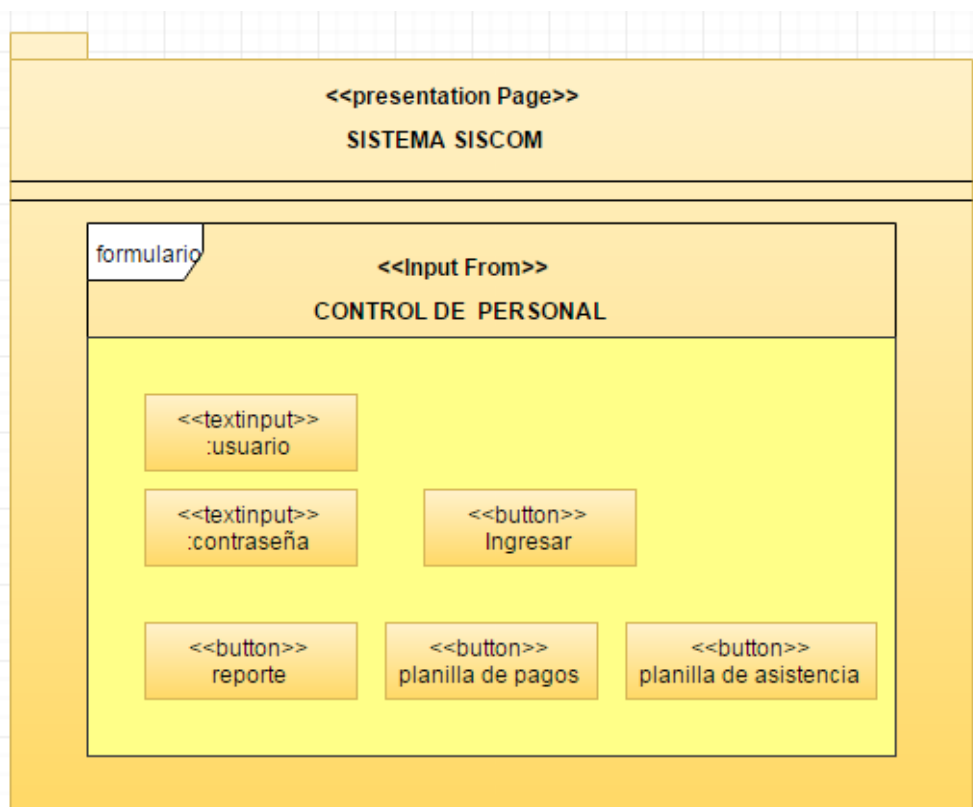 <<presentation Page>>
SISTEMA SISCOM
formulario
<<Input From>>
CONTROL DE PERSONAL
<<textinput>>
:usuario
<<textinput>>
:contraseña
<<button>>
Ingresar
<<button>>
reporte
<<button>>
planilla de pagos
<<button>>
planilla de asistencia